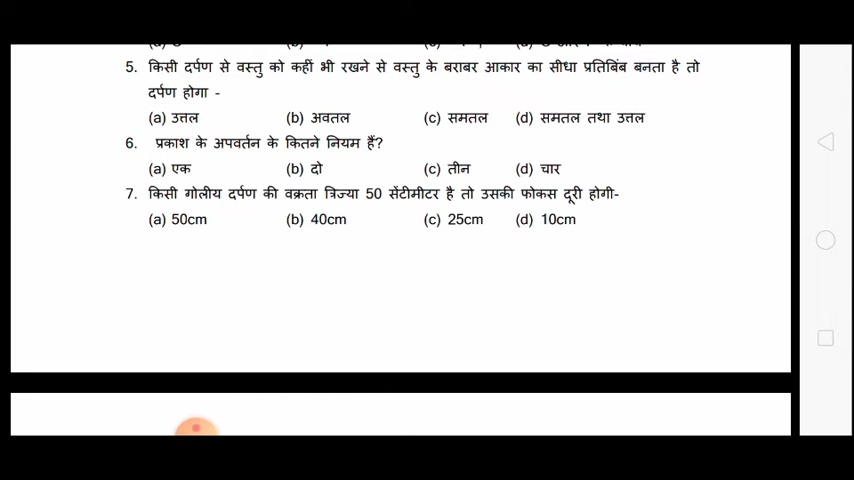 5. किसी दर्पण से वस्तु को कहीं भी रखने से वस्तु के बराबर आकार का सीधा प्रतिबिंब बनता है तो
दर्पण होगा -
(a) उत्तल (b) अवतल (c) समतल (d) समतल तथा उत्तल
6. प्रकाश के अपवर्तन के कितने नियम हैं?
(a) एक (b) दो (c) तीन (d) चार
7. किसी गोलीय दर्पण की वक्रता त्रिज्या 50 सेंटीमीटर है तो उसकी फोकस दूरी होगी-
(a) 50cm (b) 40cm (c) 25cm (d) 10cm